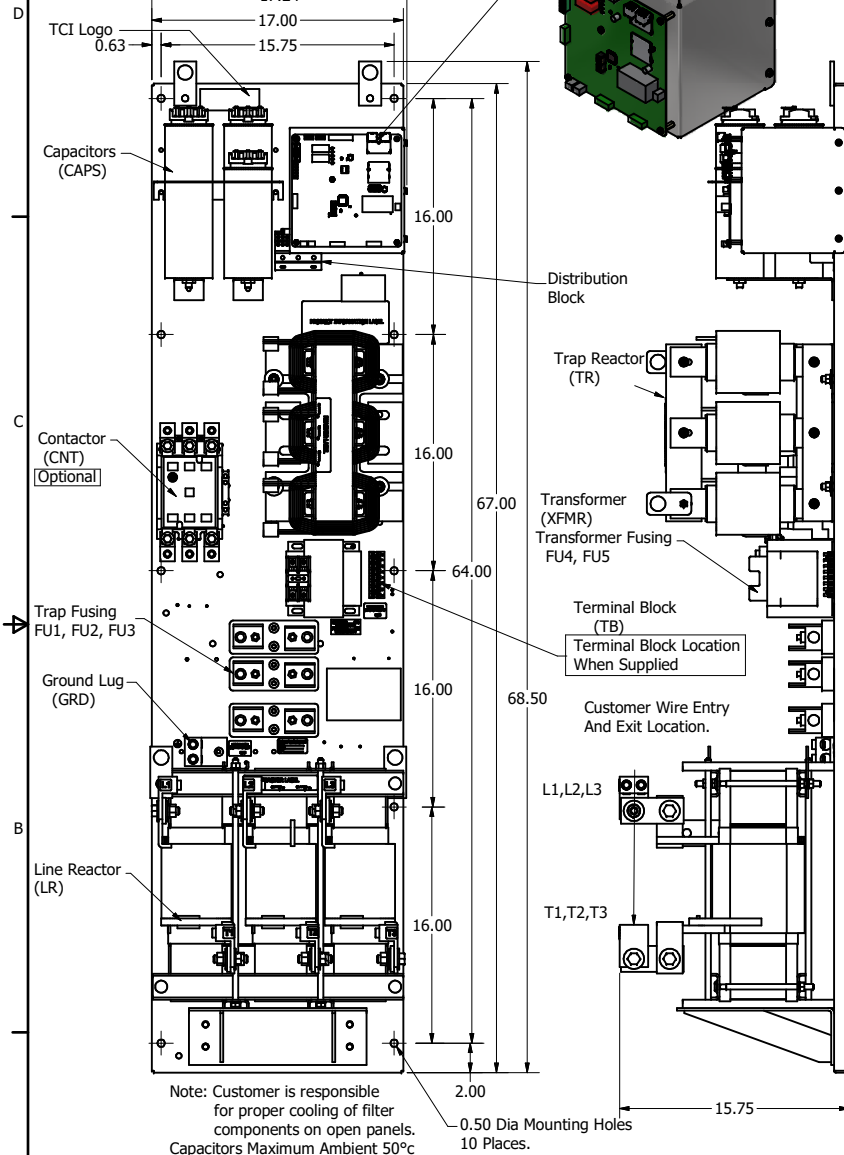 D
17.00
TCI Logo
0.63
15.75
Capacitors
(CAPS)
16.00
Distribution
Block
Trap Reactor
(TR)
C
Contactor
(CNT)
Optional
16.00
67.00
Transformer
(XFMR)
Transformer Fusing
FU4, FU5
64.00
Trap Fusing
FU1, FU2, FU3
Terminal Block
(TB)
Terminal Block Location
When Supplied
Ground Lug
(GRD)
16.00
68.50
Customer Wire Entry
And Exit Location.
L1,L2,L3
B
Line Reactor
(LR)
T1,T2,T3
16.00
2.00
Note: Customer is responsible
for proper cooling of filter
components on open panels.
Capacitors Maximum Ambient 50°c
15.75
0.50 Dia Mounting Holes
10 Places.